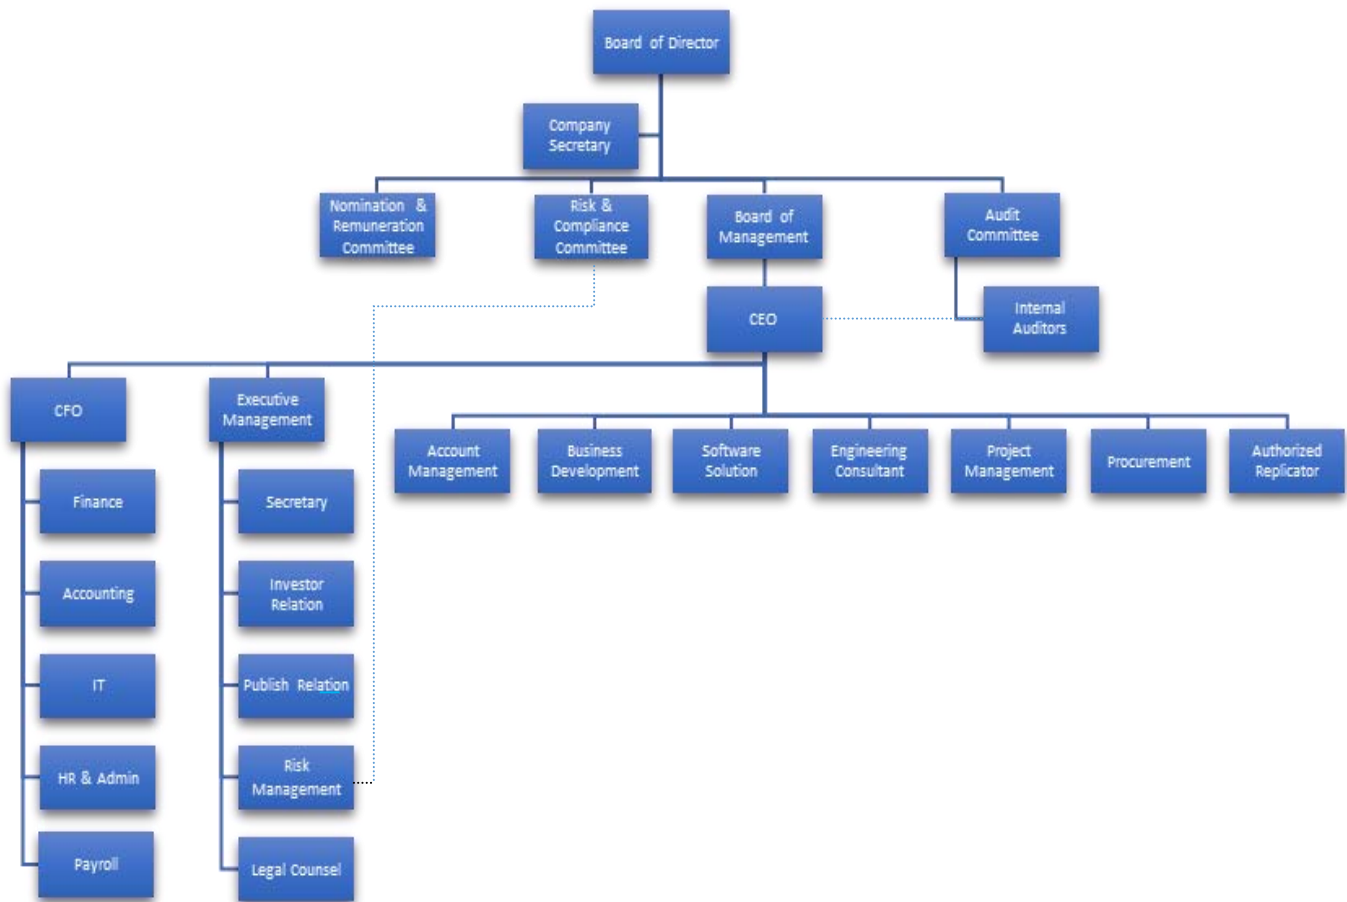 Board of Director
Company
Secretary
Nomination &
Remuneration
Committee
Risk &
Compliance
Committee
Board of
Management
Audit
Committee
CEO
Internal
Auditors
CFO
Executive
Management
Account
Management
Business
Development
Software
Solution
Engineering
Consultant
Project
Management
Procurement
Authorized
Replicator
Finance
Secretary
Accounting
Investor
Relation
IT
Publish Relation
HR & Admin
Risk
Management
Payroll
Legal Counsel